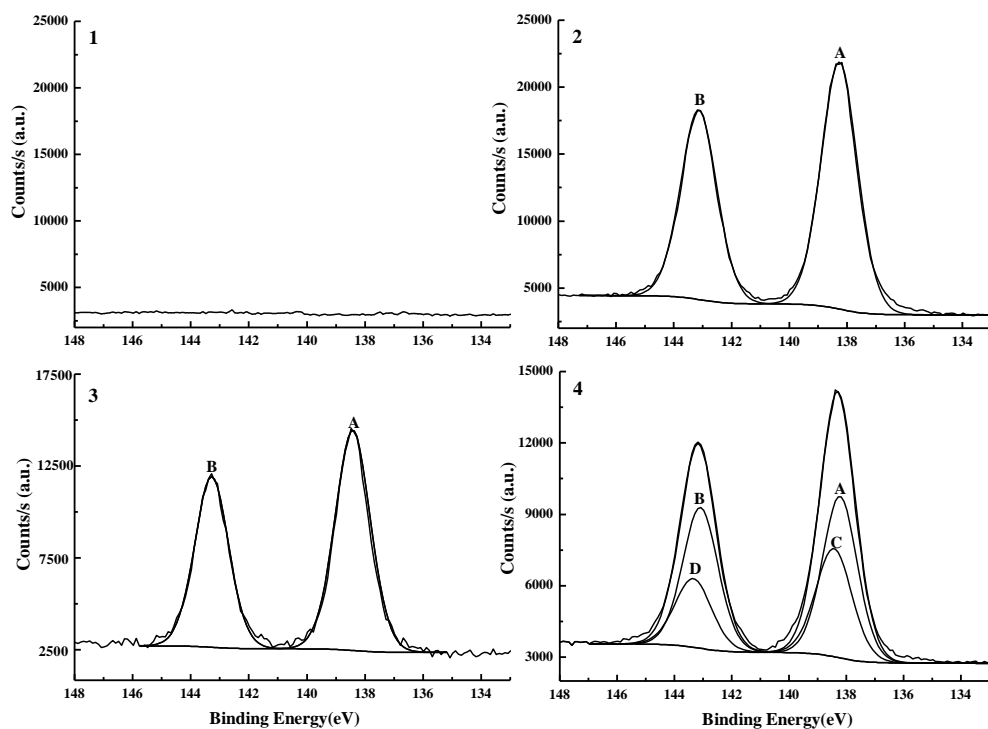 1
25000
20000
15000
10000
5000
Counts/s (a.u.)
148 146 144 142 140 138 136 134
2
A
B
25000
20000
15000
10000
5000
Counts/s (a.u.)
148 146 144 142 140 138 136 134
3
A
B
17500
12500
7500
2500
Counts/s (a.u.)
148 146 144 142 140 138 136 134
Binding Energy(eV)
4
A
B
C
D
15000
12000
9000
6000
3000
Counts/s (a.u.)
148 146 144 142 140 138 136 134
Binding Energy(eV)